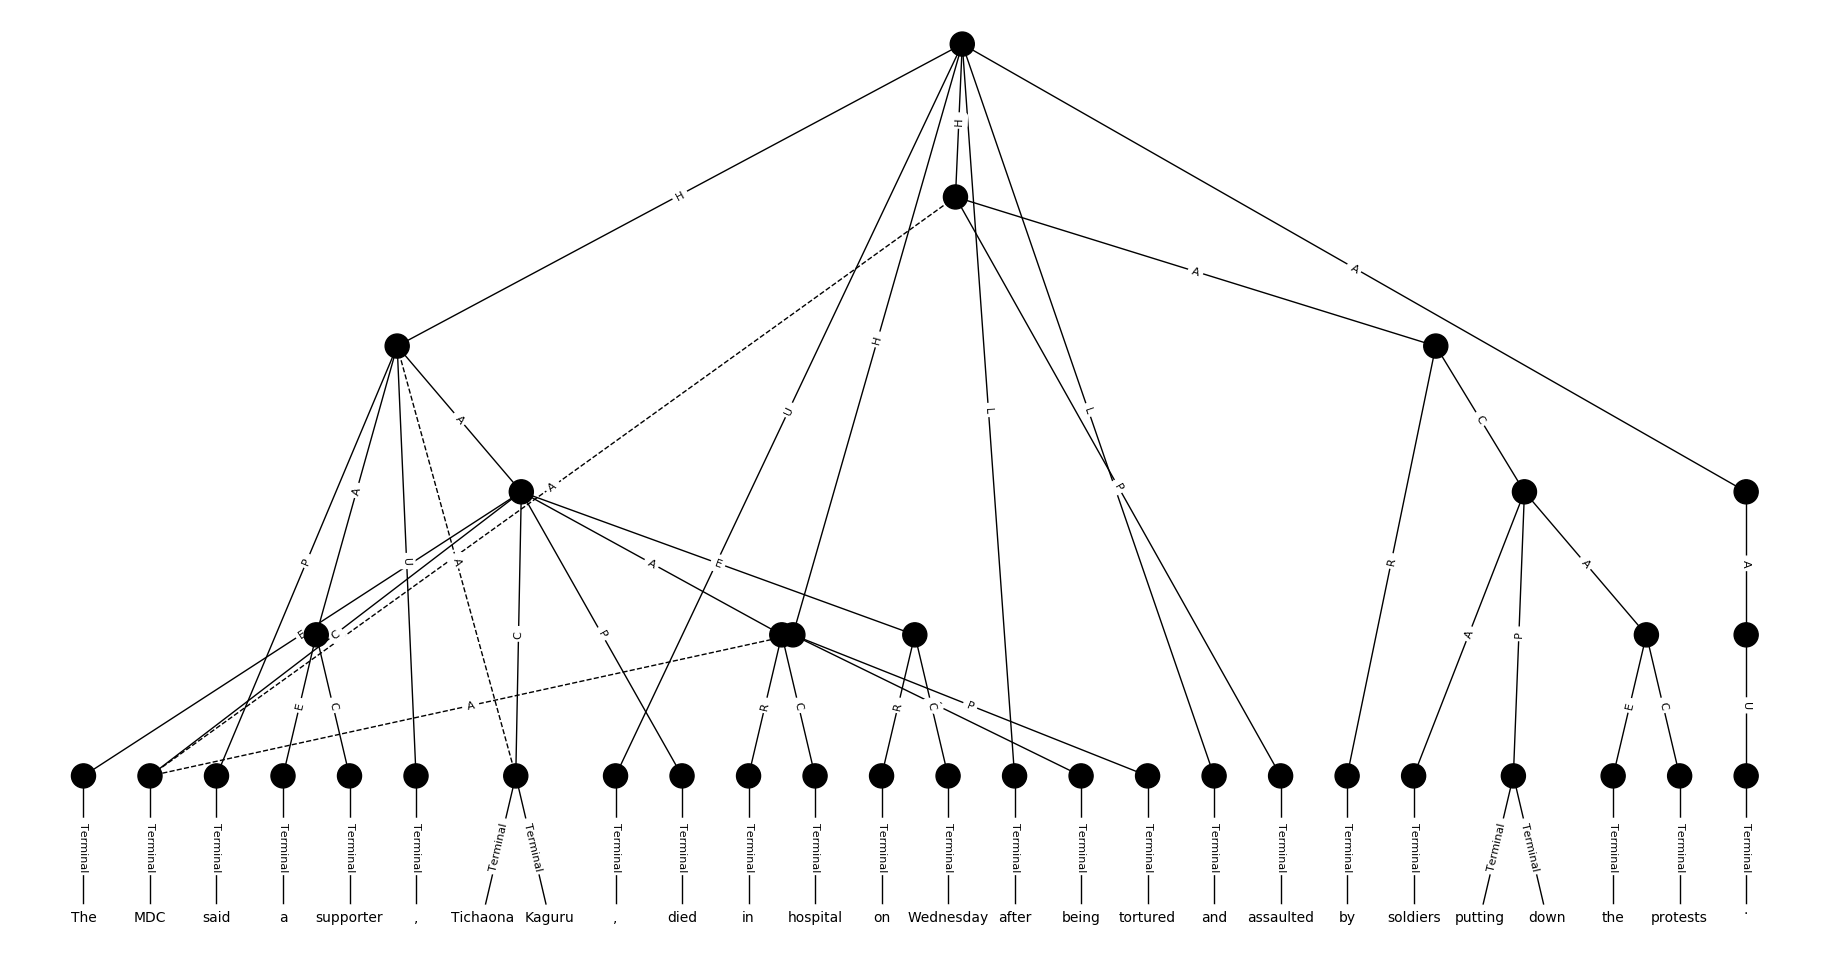 H
H
H
A
A
A
U
H
L
L
P
A
A
C
P
A
U
A
A
E
R
A
A
E
C
C
P
A
P
E
C
A
R
C
R
C
P
E
C
U
Terminal Terminal Terminal Terminal Terminal Terminal Terminal Terminal Terminal Terminal Terminal Terminal Terminal Terminal Terminal Terminal Terminal Terminal Terminal Terminal Terminal Terminal Terminal Terminal Terminal Terminal
The MDC said a supporter , Tichaona Kaguru , died in hospital on Wednesday after being tortured and assaulted by soldiers putting down the protests .